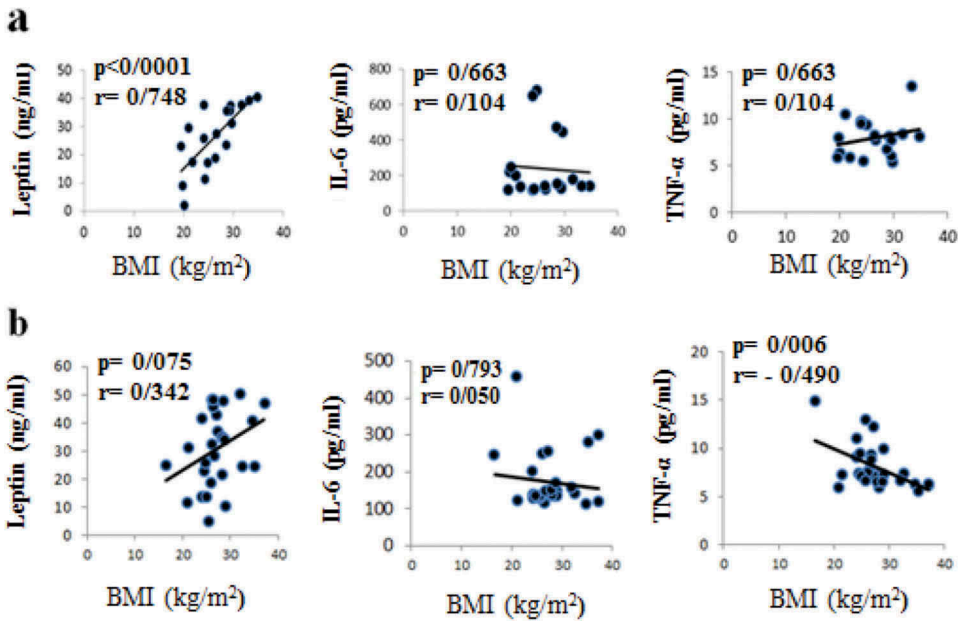 a
p<0/0001
r= 0/748
Leptin (ng/ml)
50
40
30
20
10
0
0 10 20 30 40
BMI (kg/m²)
p= 0/663
r= 0/104
IL-6 (pg/ml)
800
600
400
200
0
0 10 20 30 40
BMI (kg/m²)
p= 0/663
r= 0/104
TNF-α (pg/ml)
15
10
5
0
0 10 20 30 40
BMI (kg/m²)
b
p= 0/075
r= 0/342
Leptin (ng/ml)
60
50
40
30
20
10
0
0 10 20 30 40
BMI (kg/m²)
p= 0/793
r= 0/050
IL-6 (pg/ml)
500
400
300
200
100
0
0 10 20 30 40
BMI (kg/m²)
p= 0/006
r= - 0/490
TNF-α (pg/ml)
20
15
10
5
0
0 10 20 30 40
BMI (kg/m²)